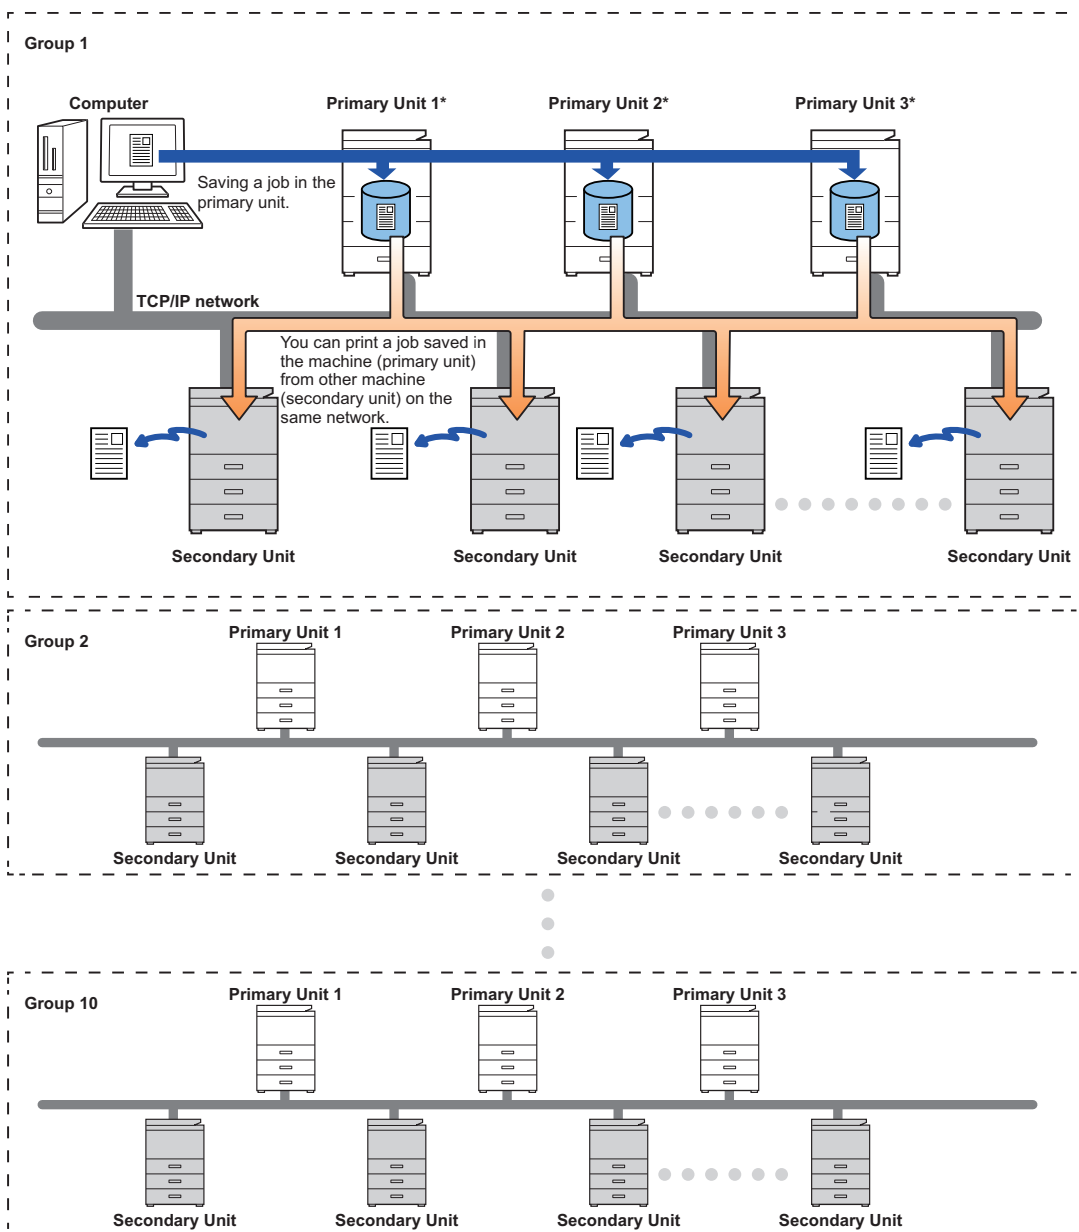 Group 1
Computer
Primary Unit 1*
Primary Unit 2*
Primary Unit 3*
Saving a job in the
primary unit.
TCP/IP network
You can print a job saved in
the machine (primary unit)
from other machine
(secondary unit) on the
same network.
Secondary Unit
Secondary Unit
Secondary Unit
Secondary Unit
Group 2
Primary Unit 1
Primary Unit 2
Primary Unit 3
Secondary Unit
Secondary Unit
Secondary Unit
Secondary Unit
Group 10
Primary Unit 1
Primary Unit 2
Primary Unit 3
Secondary Unit
Secondary Unit
Secondary Unit
Secondary Unit